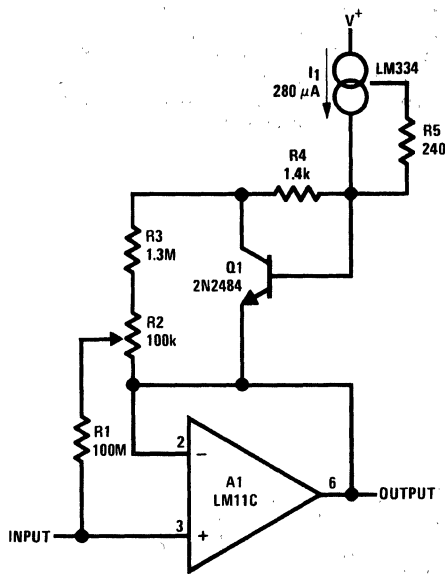 V+
I1
280 μA
LM334
R5
240
R4
1.4k
R3
1.3M
Q1
2N2484
R2
100k
R1
100M
2
−
A1
LM11C
6
OUTPUT
INPUT
3
+